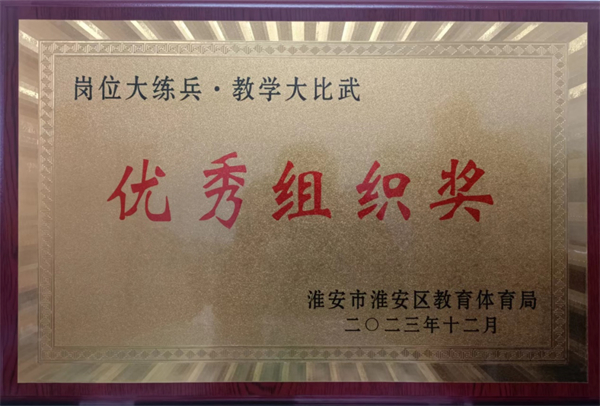 岗位大练兵·教学大比武
优秀组织奖
淮安市淮安区教育体育局
二〇二三年十二月